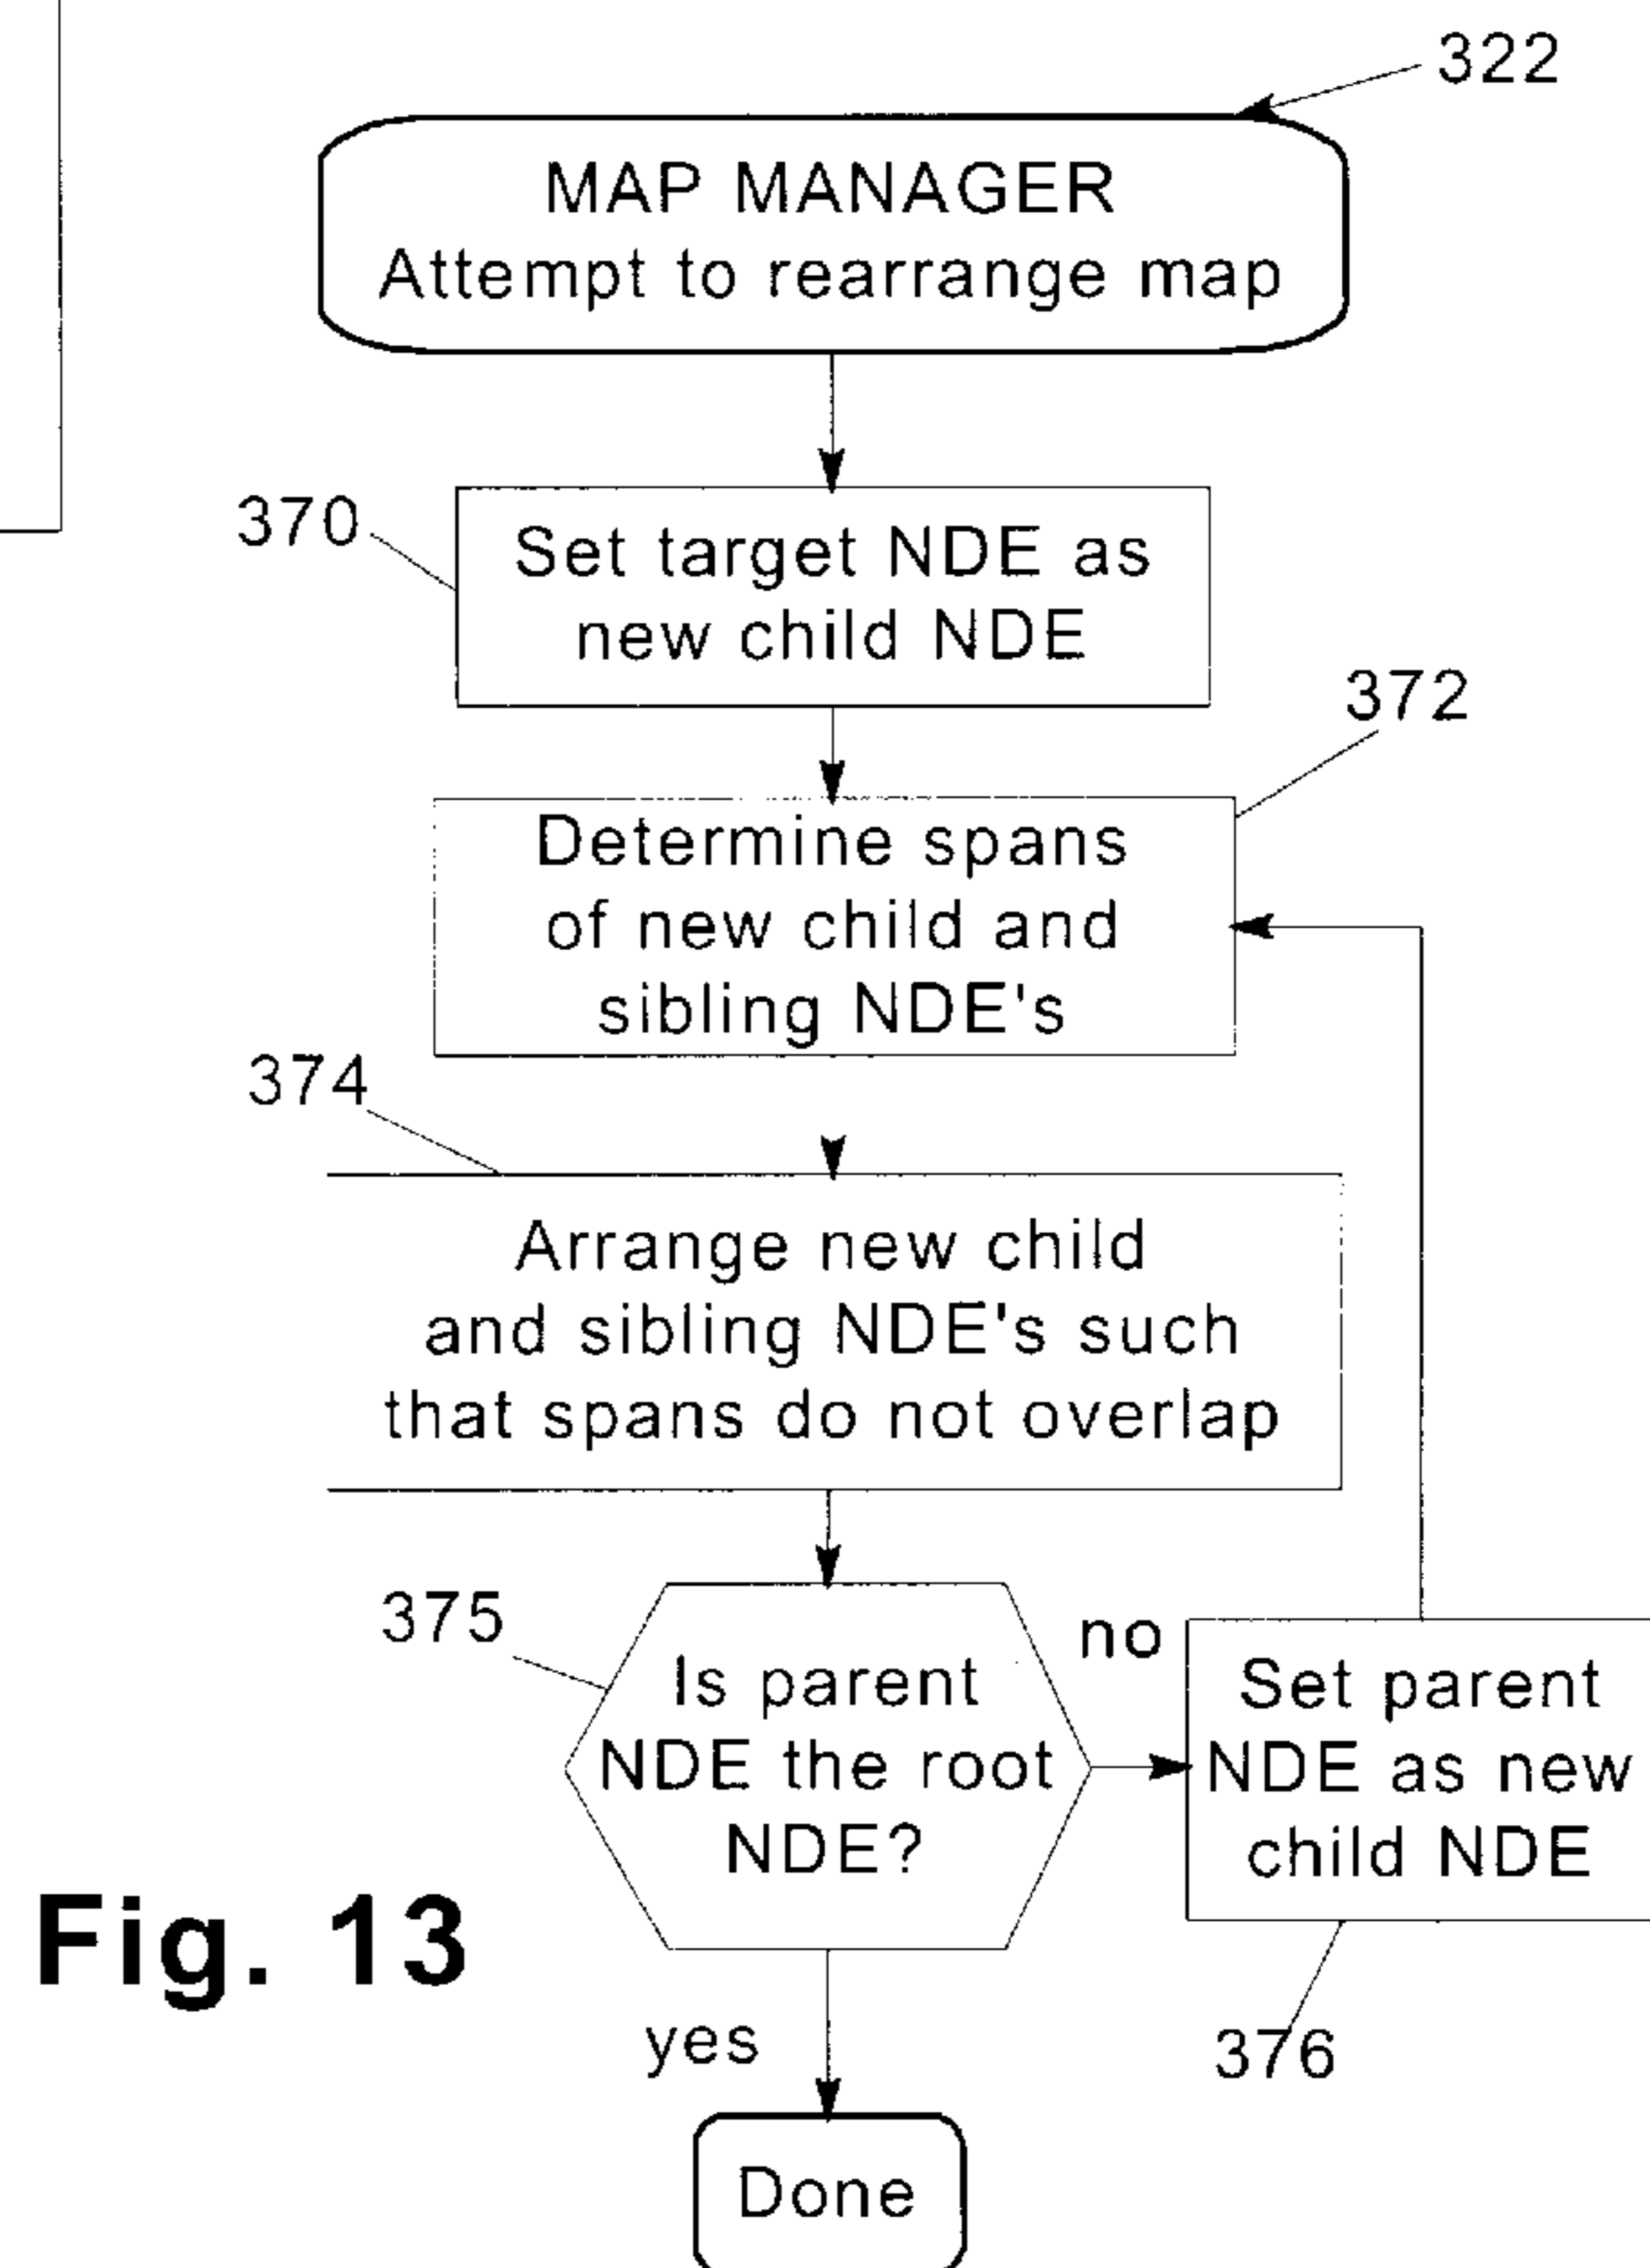 322
MAP MANAGER
Attempt to rearrange map
370
Set target NDE as
new child NDE
372
Determine spans
of new child and
sibling NDE's
374
Arrange new child
and sibling NDE's such
that spans do not overlap
375
Is parent
NDE the root
NDE?
no
Set parent
NDE as new
child NDE
376
yes
Done
Fig. 13